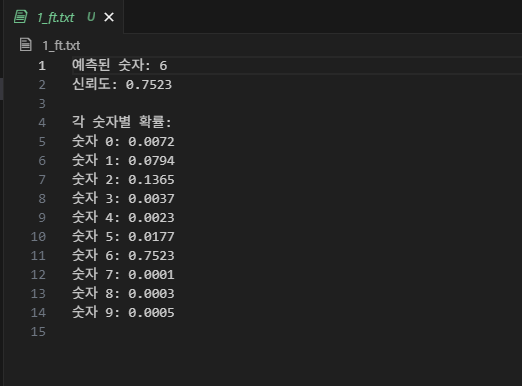 1_ft.txt U
1_ft.txt
1 예측된 숫자: 6
2 신뢰도: 0.7523
3
4 각 숫자별 확률:
5 숫자 0: 0.0072
6 숫자 1: 0.0794
7 숫자 2: 0.1365
8 숫자 3: 0.0037
9 숫자 4: 0.0023
10 숫자 5: 0.0177
11 숫자 6: 0.7523
12 숫자 7: 0.0001
13 숫자 8: 0.0003
14 숫자 9: 0.0005
15